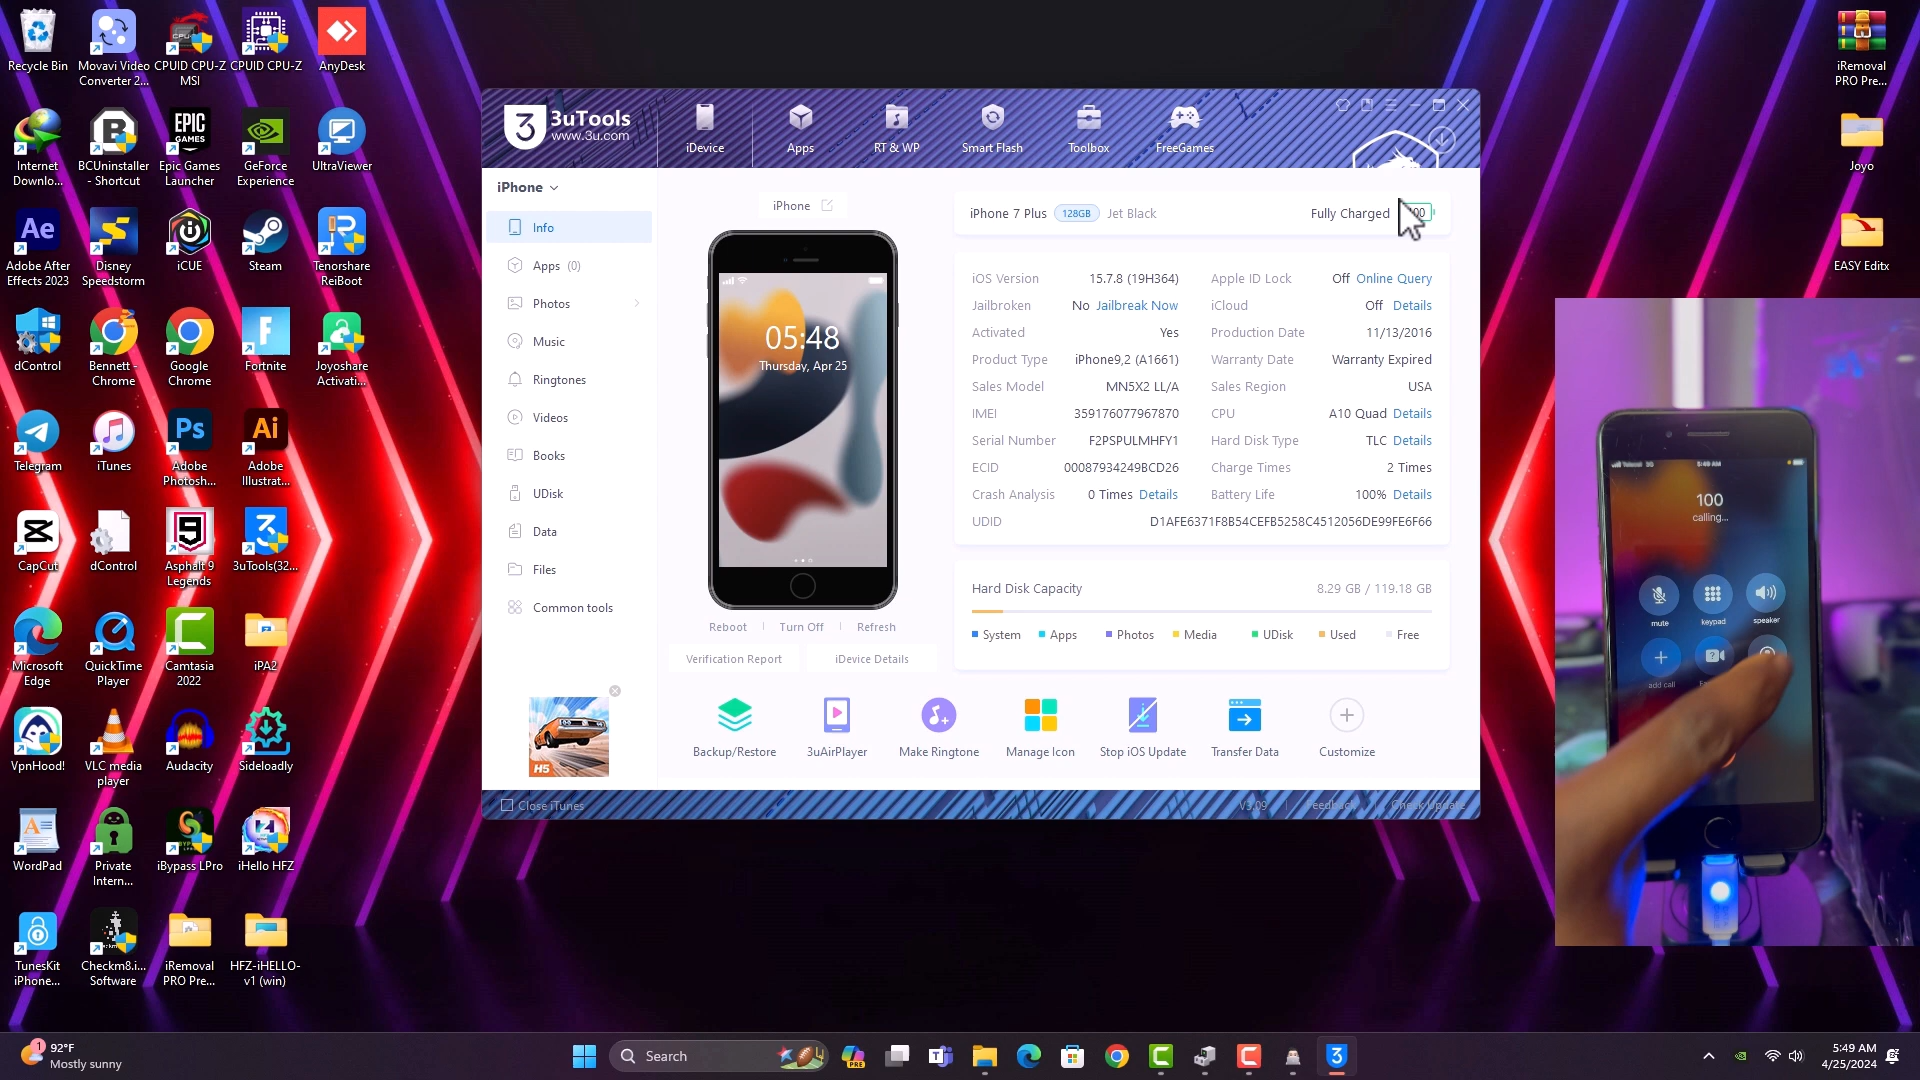 Recycle Bin
Movavi Video
Converter 2...
CPUID CPU-Z
MSI
CPUID CPU-Z
AnyDesk
Internet
Downlo...
BCUninstaller
- Shortcut
Epic Games
Launcher
GeForce
Experience
UltraViewer
Adobe After
Effects 2023
Disney
Speedstorm
iCUE
Steam
Tenorshare
ReiBoot
dControl
Bennett -
Chrome
Google
Chrome
Fortnite
Joyoshare
Activati...
Telegram
iTunes
Adobe
Photosh...
Adobe
Illustrat...
CapCut
dControl
Asphalt 9
Legends
3uTools(32...
Microsoft
Edge
QuickTime
Player
Camtasia
2022
iPA2
VpnHood!
VLC media
player
Audacity
Sideloadly
WordPad
Private
Intern...
iBypass LPro
iHello HFZ
TunesKit
iPhone...
Checkm8.i...
Software
iRemoval
PRO Pre...
HFZ-iHELLO-
v1 (win)
3uTools
www.3u.com
iDevice
Apps
RT & WP
Smart Flash
Toolbox
FreeGames
iPhone
Info
Apps (0)
Photos
Music
Ringtones
Videos
Books
UDisk
Data
Files
Common tools
H5
iPhone
05:48
Thursday, Apr 25
Reboot
Turn Off
Refresh
Verification Report
iDevice Details
iPhone 7 Plus 128GB Jet Black
Fully Charged
iOS Version 15.7.8 (19H364) Apple ID Lock Off Online Query
Jailbroken No Jailbreak Now iCloud Off Details
Activated Yes Production Date 11/13/2016
Product Type iPhone9,2 (A1661) Warranty Date Warranty Expired
Sales Model MN5X2 LL/A Sales Region USA
IMEI 359176077967870 CPU A10 Quad Details
Serial Number F2PSPULMHFY1 Hard Disk Type TLC Details
ECID 00087934249BCD26 Charge Times 2 Times
Crash Analysis 0 Times Details Battery Life 100% Details
UDID D1AFE6371F8B54CEFB5258C4512056DE99FE6F66
Hard Disk Capacity 8.29 GB / 119.18 GB
System Apps Photos Media UDisk Used Free
Backup/Restore
3uAirPlayer
Make Ringtone
Manage Icon
Stop iOS Update
Transfer Data
Customize
Close iTunes
V3.09
Feedback
Check Update
iRemoval
PRO Pre...
Joyo
EASY Editx
5:49 AM
100
calling...
mute
keypad
speaker
add call
92°F
Mostly sunny
Search
5:49 AM
4/25/2024